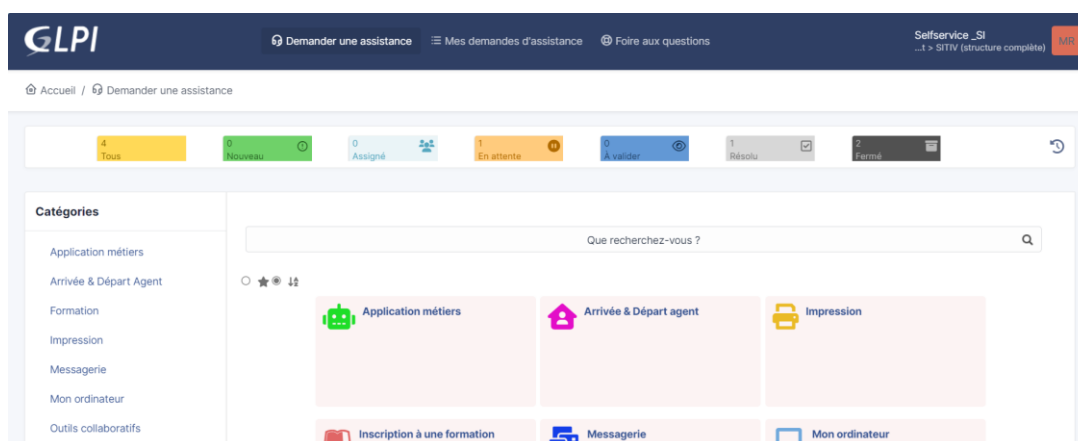 GLPI
Demander une assistance
Mes demandes d'assistance
Foire aux questions
Selfservice _SI
...t > SITIV (structure complète)
MR
Accueil / Demander une assistance
4
Tous
0
Nouveau
0
Assigné
1
En attente
0
À valider
1
Résolu
2
Fermé
Catégories
Application métiers
Arrivée & Départ Agent
Formation
Impression
Messagerie
Mon ordinateur
Outils collaboratifs
Que recherchez-vous ?
Application métiers
Arrivée & Départ agent
Impression
Inscription à une formation
Messagerie
Mon ordinateur